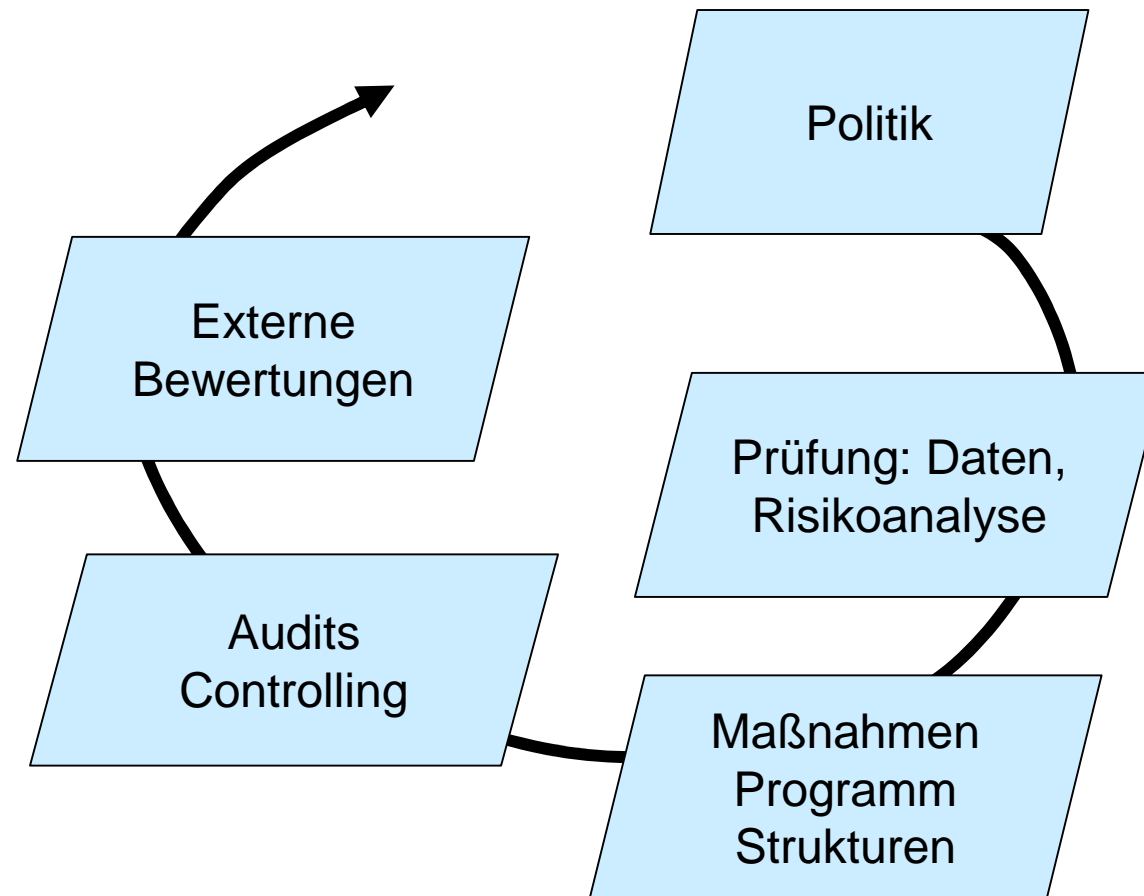 Politik
Externe
Bewertungen
Prüfung: Daten,
Risikoanalyse
Audits
Controlling
Maßnahmen
Programm
Strukturen